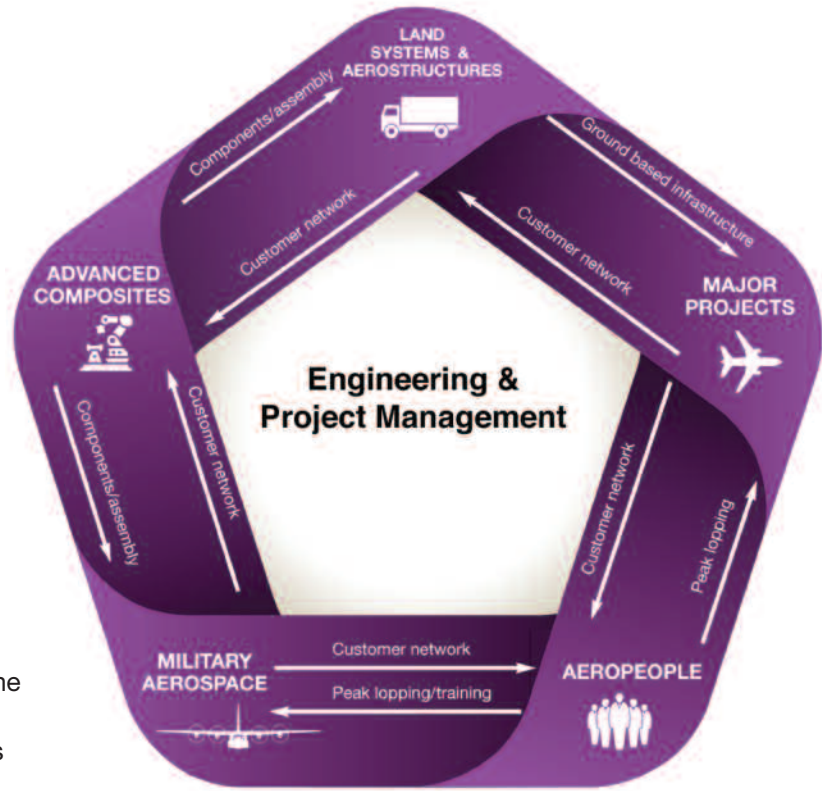 LAND
SYSTEMS &
AEROSTRUCTURES
Components/assembly
Customer network
Ground based infrastructure
Customer network
ADVANCED
COMPOSITES
MAJOR
PROJECTS
Engineering &
Project Management
Components/assembly
Customer network
Customer network
Peak lopping
MILITARY
AEROSPACE
Customer network
Peak lopping/training
AEROPEOPLE